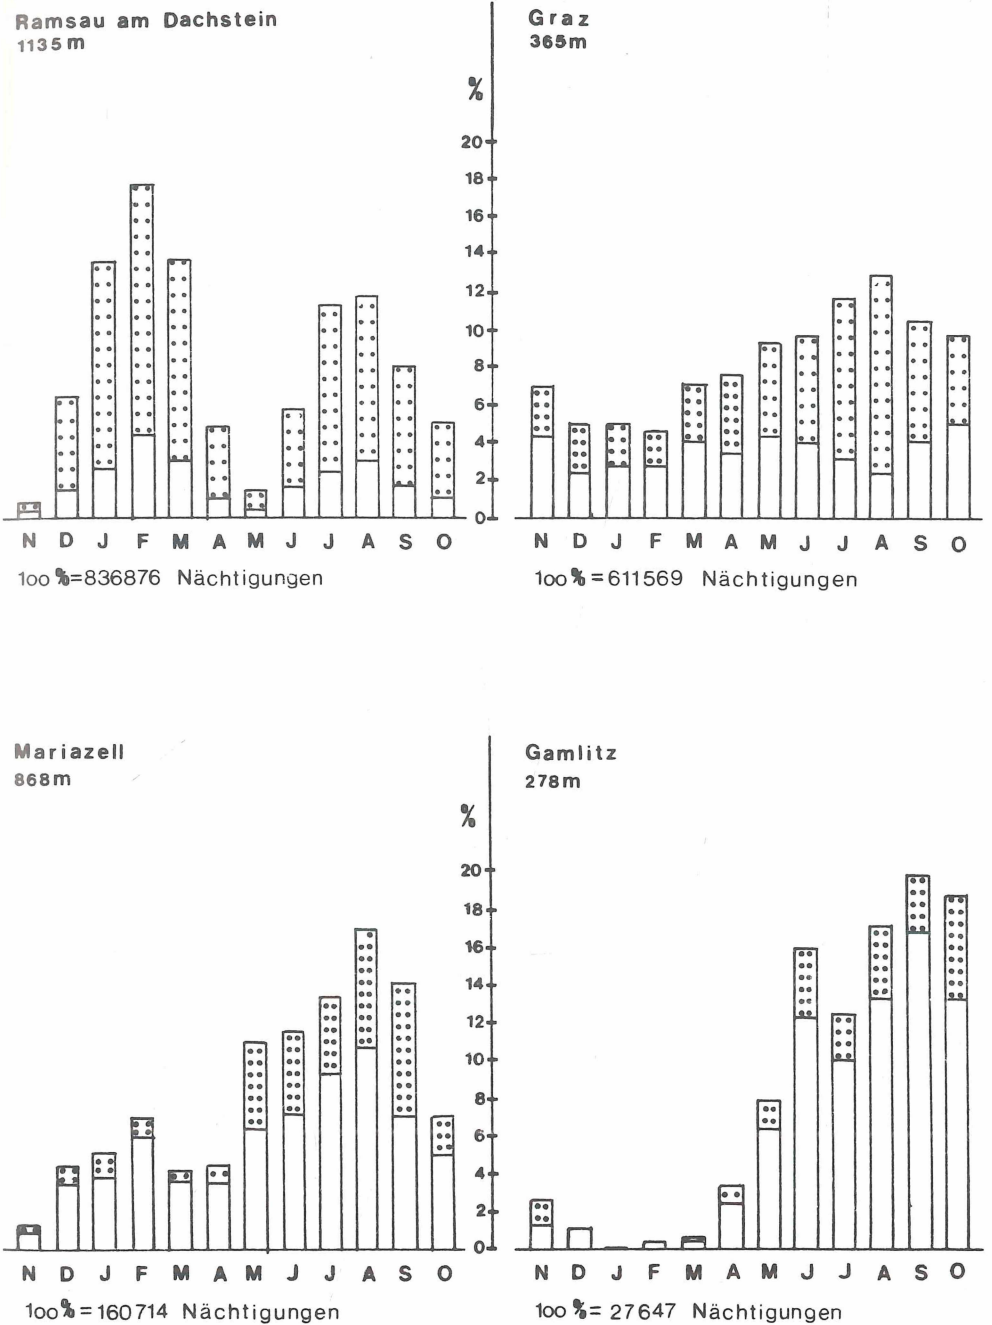 Ramsau am Dachstein
1135m
%
20
18
16
14
12
10
8
6
4
2
0
N D J F M A M J J A S O
100 %=836876 Nächtigungen
Graz
365m
N D J F M A M J J A S O
100 % = 611569 Nächtigungen
Mariazell
868m
%
20
18
16
14
12
10
8
6
4
2
0
N D J F M A M J J A S O
100 % = 160714 Nächtigungen
Gamlitz
278m
N D J F M A M J J A S O
100 % = 27647 Nächtigungen